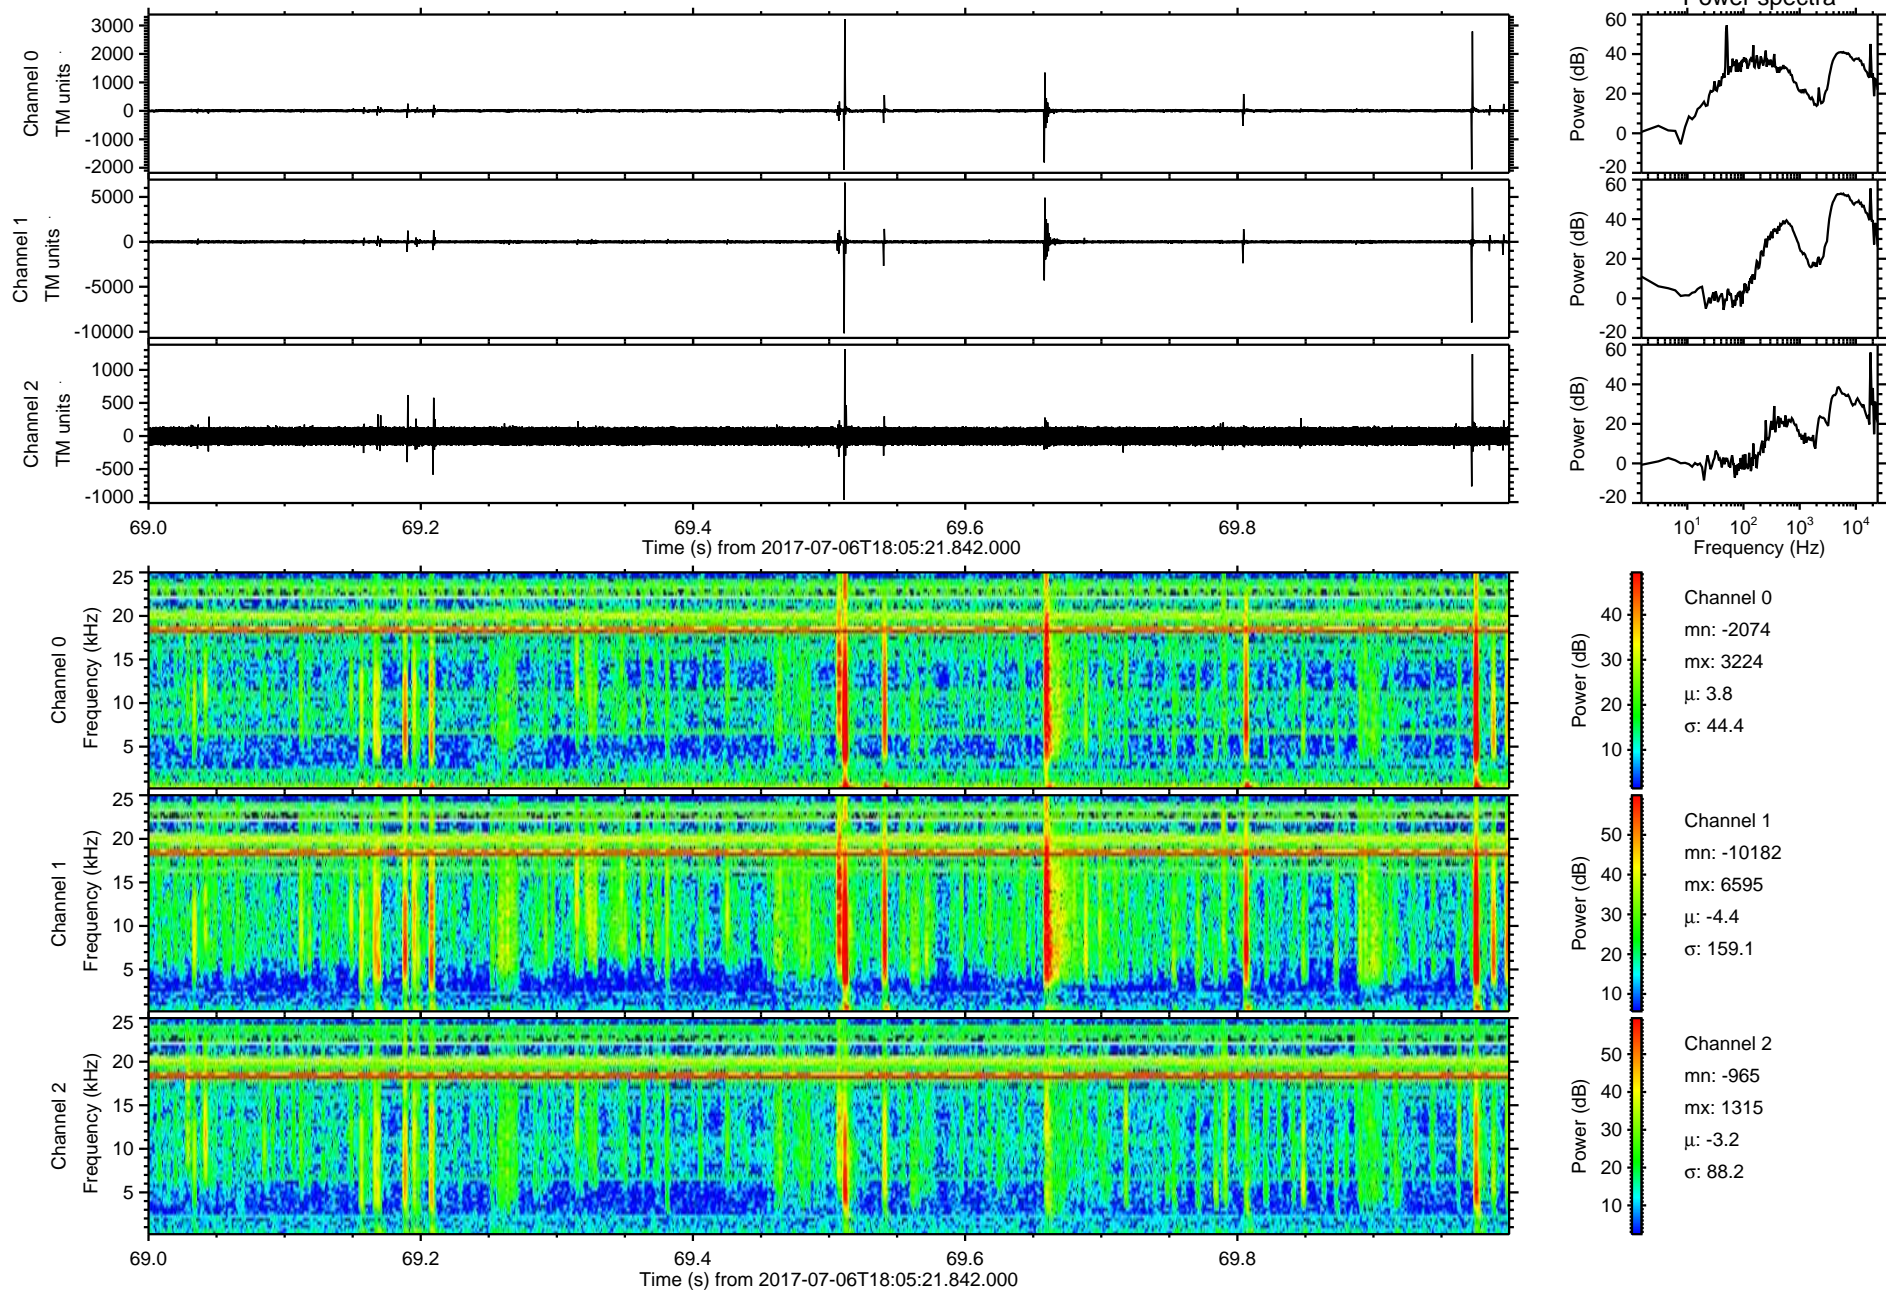 Power spectra
Channel 0
TM units
3000
2000
1000
0
-1000
-2000
Power (dB)
60
40
20
0
-20
Channel 1
TM units
5000
0
-5000
-10000
Power (dB)
60
40
20
0
-20
Channel 2
TM units
1000
500
0
-500
-1000
Power (dB)
60
40
20
0
-20
69.0 69.2 69.4 69.6 69.8
Time (s) from 2017-07-06T18:05:21.842.000
10^1 10^2 10^3 10^4
Frequency (Hz)
Channel 0
Frequency (kHz)
25
20
15
10
5
Power (dB)
40
30
20
10
Channel 0
mn: -2074
mx: 3224
μ: 3.8
σ: 44.4
Channel 1
Frequency (kHz)
25
20
15
10
5
Power (dB)
50
40
30
20
10
Channel 1
mn: -10182
mx: 6595
μ: -4.4
σ: 159.1
Channel 2
Frequency (kHz)
25
20
15
10
5
Power (dB)
50
40
30
20
10
Channel 2
mn: -965
mx: 1315
μ: -3.2
σ: 88.2
69.0 69.2 69.4 69.6 69.8
Time (s) from 2017-07-06T18:05:21.842.000